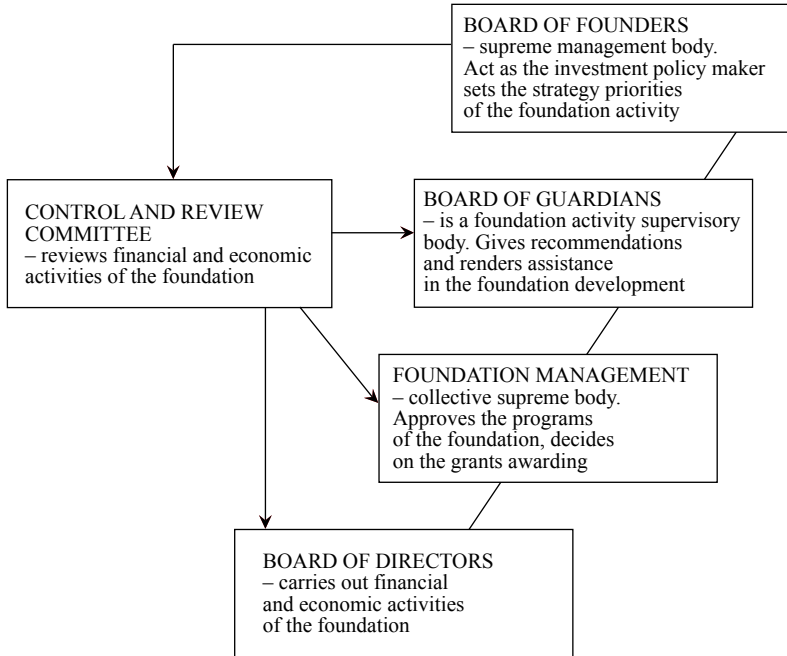 BOARD OF FOUNDERS
– supreme management body.
Act as the investment policy maker
sets the strategy priorities
of the foundation activity
CONTROL AND REVIEW
COMMITTEE
– reviews financial and economic
activities of the foundation
BOARD OF GUARDIANS
– is a foundation activity supervisory
body. Gives recommendations
and renders assistance
in the foundation development
FOUNDATION MANAGEMENT
– collective supreme body.
Approves the programs
of the foundation, decides
on the grants awarding
BOARD OF DIRECTORS
– carries out financial
and economic activities
of the foundation